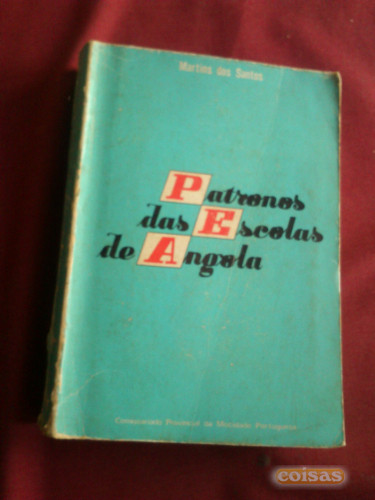 Martins dos Santos
Patronos
das Escolas
de Angola
Comissariado Provincial da Mocidade Portuguesa
coisas